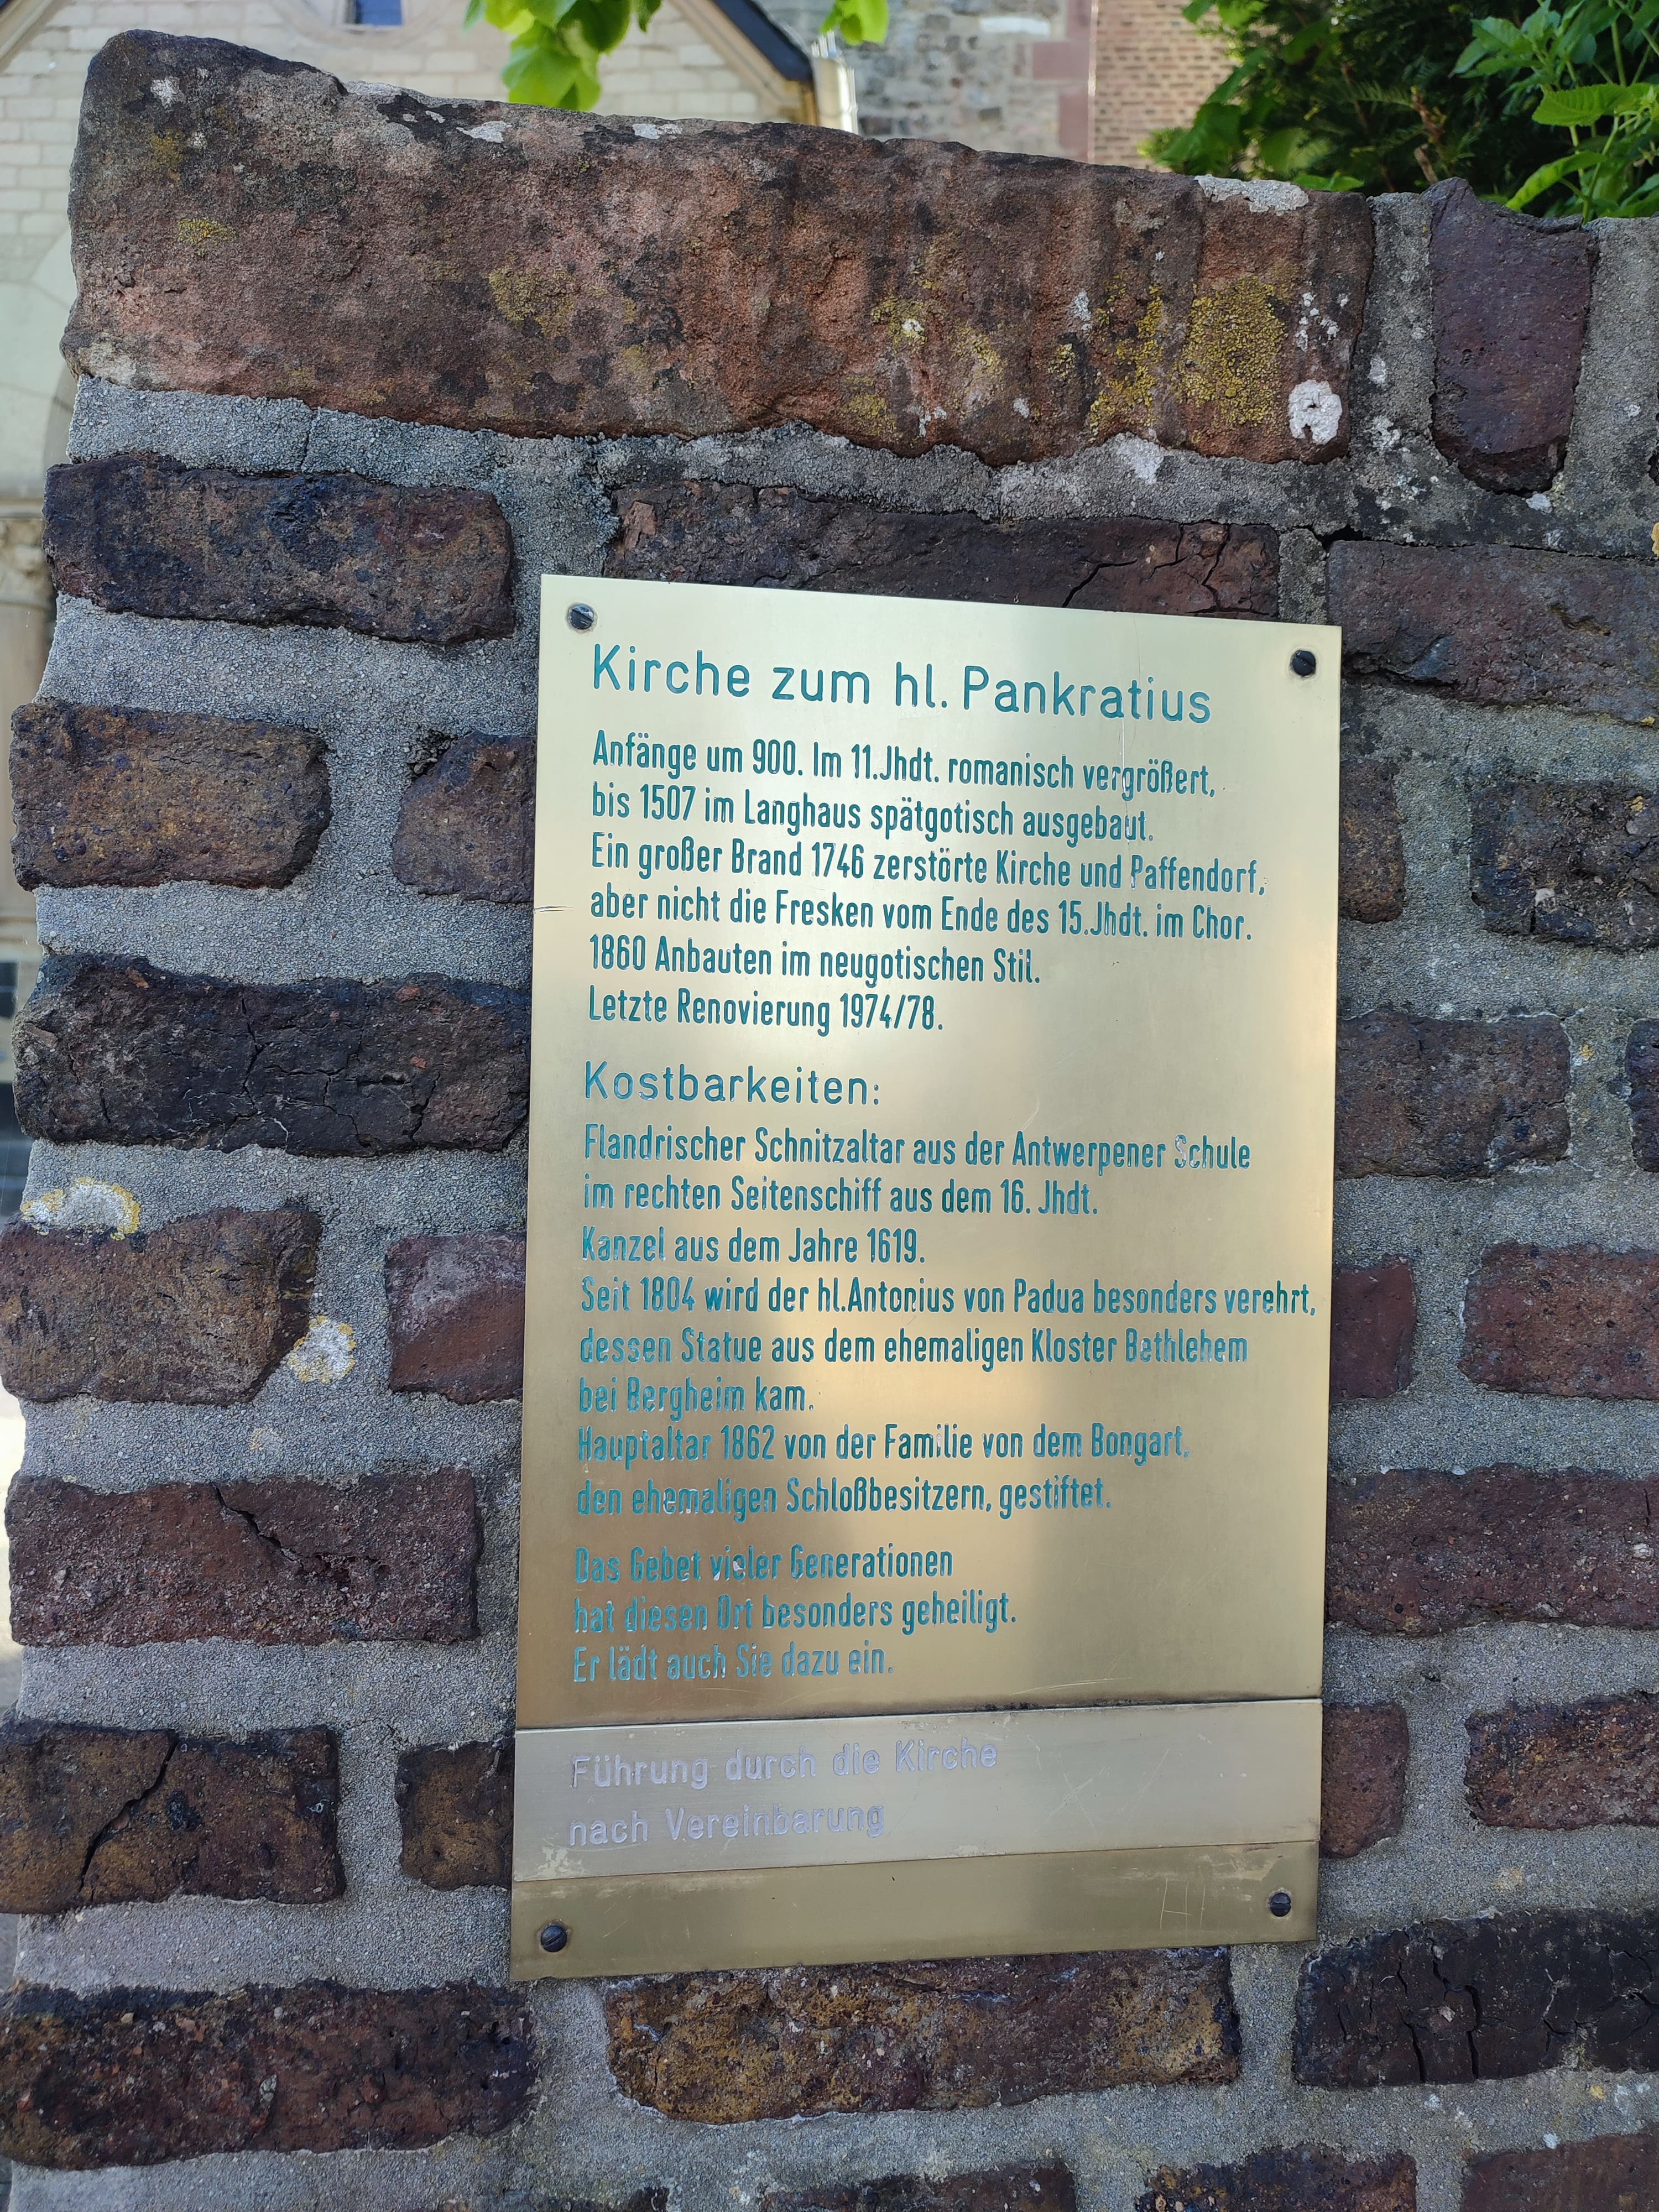 Kirche zum hl. Pankratius
Anfänge um 900. Im 11.Jhdt. romanisch vergrößert,
bis 1507 im Langhaus spätgotisch ausgebaut.
Ein großer Brand 1746 zerstörte Kirche und Paffendorf,
aber nicht die Fresken vom Ende des 15.Jhdt. im Chor.
1860 Anbauten im neugotischen Stil.
Letzte Renovierung 1974/78.
Kostbarkeiten:
Flandrischer Schnitzaltar aus der Antwerpener Schule
im rechten Seitenschiff aus dem 16. Jhdt.
Kanzel aus dem Jahre 1619.
Seit 1804 wird der hl.Antonius von Padua besonders verehrt,
dessen Statue aus dem ehemaligen Kloster Bethlehem
bei Bergheim kam.
Hauptaltar 1862 von der Familie von dem Bongart,
den ehemaligen Schloßbesitzern, gestiftet.
Das Gebet vieler Generationen
hat diesen Ort besonders geheiligt.
Er lädt auch Sie dazu ein.
Führung durch die Kirche
nach Vereinbarung